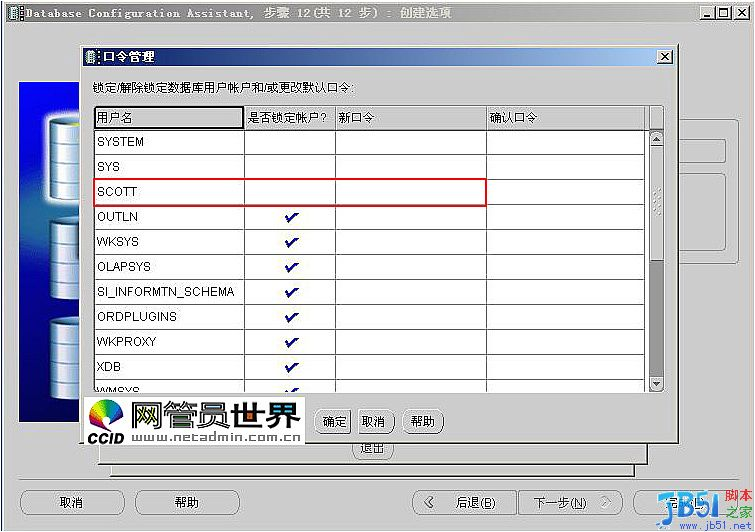 Database Configuration Assistant, 步骤 12(共 12 步) : 创建选项
口令管理
锁定/解除锁定数据库用户帐户和/或更改默认口令:
用户名 是否锁定帐户? 新口令 确认口令
SYSTEM
SYS
SCOTT
OUTLN
WKSYS
OLAPSYS
SI_INFORMTN_SCHEMA
ORDPLUGINS
WKPROXY
XDB
WMSYS
CCID 网管员世界
www.netadmin.com.cn
确定 取消 帮助
退出
取消 帮助 后退(B) 下一步(N)
JB51 脚本之家
www.jb51.net